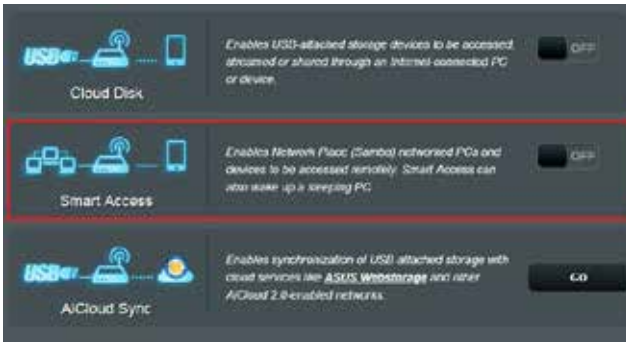 USB
Cloud Disk
Enables USB-attached storage devices to be accessed,
streamed or shared through an Internet-connected PC
or device.
OFF
Smart Access
Enables Network Place (Samba) networked PCs and
devices to be accessed remotely. Smart Access can
also wake up a sleeping PC.
OFF
USB
AiCloud Sync
Enables synchronization of USB attached storage with
cloud services like ASUS Webstorage and other
AiCloud 2.0-enabled networks.
GO